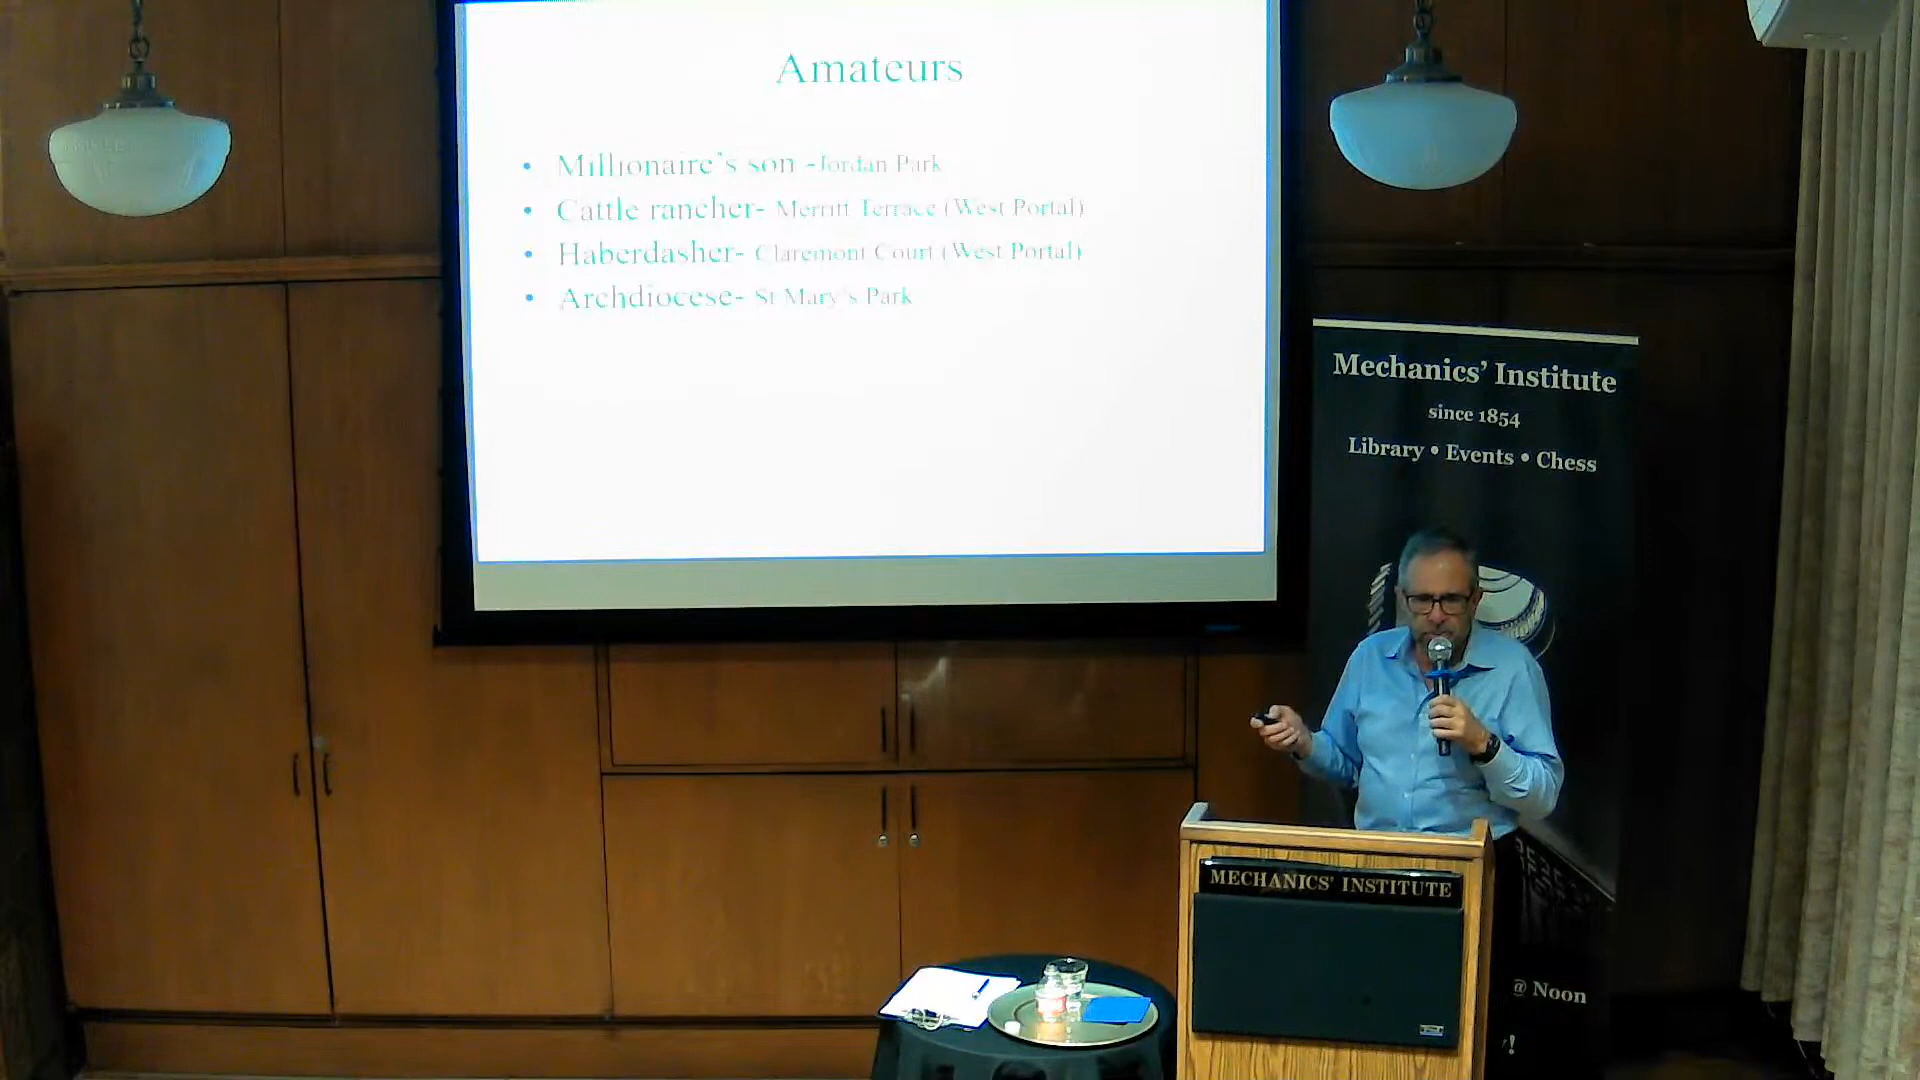 Amateurs
• Millionaire's son -Jordan Park
• Cattle rancher- Merritt Terrace (West Portal)
• Haberdasher- Claremont Court (West Portal)
• Archdiocese- St Mary's Park
Mechanics' Institute
since 1854
Library • Events • Chess
MECHANICS' INSTITUTE
@ Noon